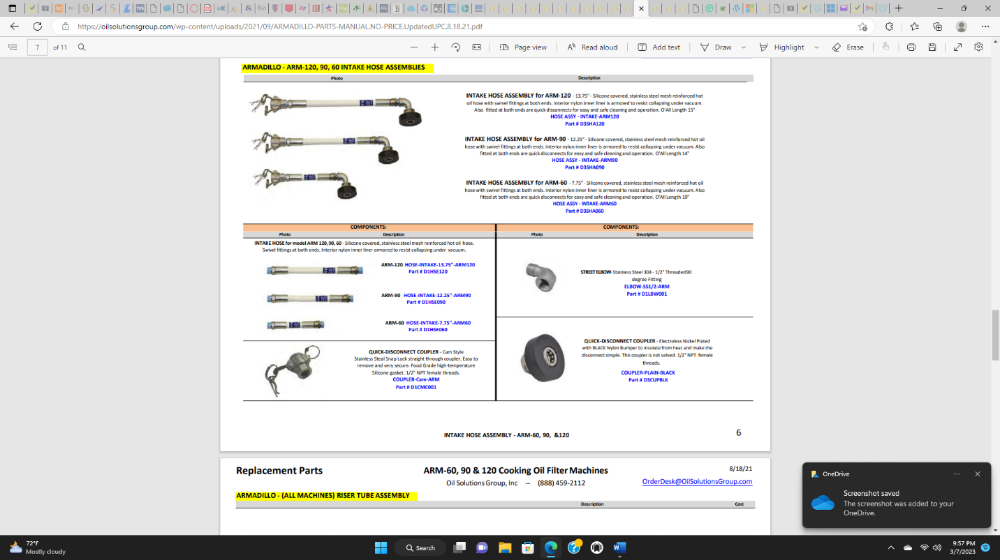 https://oilsolutionsgroup.com/wp-content/uploads/2021/09/ARMADILLO-PARTS-MANUAL.NO-PRICE.UpdatedUPC.8.18.21.pdf
7 of 11
Page view
Read aloud
Add text
Draw
Highlight
Erase
ARMADILLO - ARM-120, 90, 60 INTAKE HOSE ASSEMBLIES
Photo Description
INTAKE HOSE ASSEMBLY for ARM-120 - 13.75" - Silicone covered, stainless steel mesh reinforced hot
oil hose with swivel fittings at both ends. Interior nylon inner liner is armored to resist collapsing under vacuum.
Also fitted at both ends are quick disconnects for easy and safe cleaning and operation. O'All Length 15"
HOSE ASSY - INTAKE-ARM120
Part # D3SHA120
INTAKE HOSE ASSEMBLY for ARM-90 - 12.25" - Silicone covered, stainless steel mesh reinforced hot oil
hose with swivel fittings at both ends. Interior nylon inner liner is armored to resist collapsing under vacuum. Also
fitted at both ends are quick disconnects for easy and safe cleaning and operation. O'All Length 14"
HOSE ASSY - INTAKE-ARM90
Part # D3SHA090
INTAKE HOSE ASSEMBLY for ARM-60 - 7.75" - Silicone covered, stainless steel mesh reinforced hot oil
hose with swivel fittings at both ends. Interior nylon inner liner is armored to resist collapsing under vacuum. Also
fitted at both ends are quick disconnects for easy and safe cleaning and operation. O'All Length 10"
HOSE ASSY - INTAKE-ARM60
Part # D3SHA060
COMPONENTS:
Photo Description
INTAKE HOSE for model ARM 120, 90, 60 - Silicone covered, stainless steel mesh reinforced hot oil hose.
Swivel fittings at both ends. Interior nylon inner liner armored to resist collapsing under vacuum.
ARM-120 HOSE-INTAKE-13.75"-ARM120
Part # D1HSE120
ARM-90 HOSE-INTAKE-12.25"-ARM90
Part # D1HSE090
ARM-60 HOSE-INTAKE-7.75"-ARM60
Part # D1HSE060
QUICK-DISCONNECT COUPLER - Cam Style
Stainless Steal Snap Lock straight through coupler. Easy to
remove and very secure. Food Grade high-temperature
Silicone gasket. 1/2" NPT female threads.
COUPLER-Cam-ARM
Part # D1CMC001
COMPONENTS:
Photo Description
STREET ELBOW-Stainless Steel 304 - 1/2" Threaded 90
degree Fitting
ELBOW-SS1/2-ARM
Part # D1LBW001
QUICK-DISCONNECT COUPLER - Electroless Nickel Plated
with BLACK Nylon Bumper to insulate from heat and make the
disconnect simple. This coupler is not valved. 1/2" NPT female
threads.
COUPLER-PLAIN-BLACK
Part # D3CUPBLK
INTAKE HOSE ASSEMBLY - ARM-60, 90, &120
6
Replacement Parts
ARM-60, 90 & 120 Cooking Oil Filter Machines
8/18/21
Oil Solutions Group, Inc -- (888) 459-2112
OrderDesk@OilSolutionsGroup.com
ARMADILLO - (ALL MACHINES) RISER TUBE ASSEMBLY
Description Cost
OneDrive
Screenshot saved
The screenshot was added to your
OneDrive.
72°F
Mostly cloudy
Search
9:57 PM
3/7/2023
12